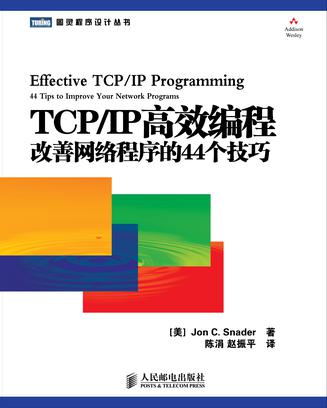 TURING 图灵程序设计丛书
Addison
Wesley
Effective TCP/IP Programming
44 Tips to Improve Your Network Programs
TCP/IP高效编程
改善网络程序的44个技巧
[美] Jon C. Snader 著
陈涓 赵振平 译
人民邮电出版社
POSTS & TELECOM PRESS